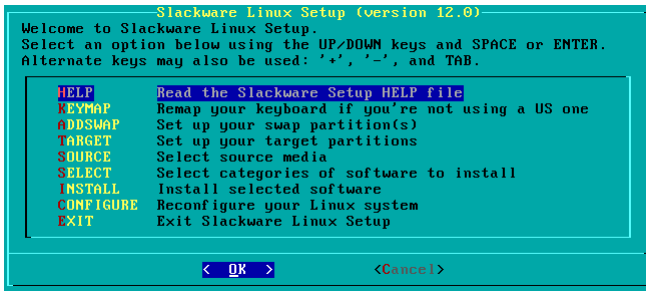 Slackware Linux Setup (version 12.0)
Welcome to Slackware Linux Setup.
Select an option below using the UP/DOWN keys and SPACE or ENTER.
Alternate keys may also be used: '+', '-', and TAB.
HELP Read the Slackware Setup HELP file
KEYMAP Remap your keyboard if you're not using a US one
ADDSWAP Set up your swap partition(s)
TARGET Set up your target partitions
SOURCE Select source media
SELECT Select categories of software to install
INSTALL Install selected software
CONFIGURE Reconfigure your Linux system
EXIT Exit Slackware Linux Setup
< OK > <Cancel>